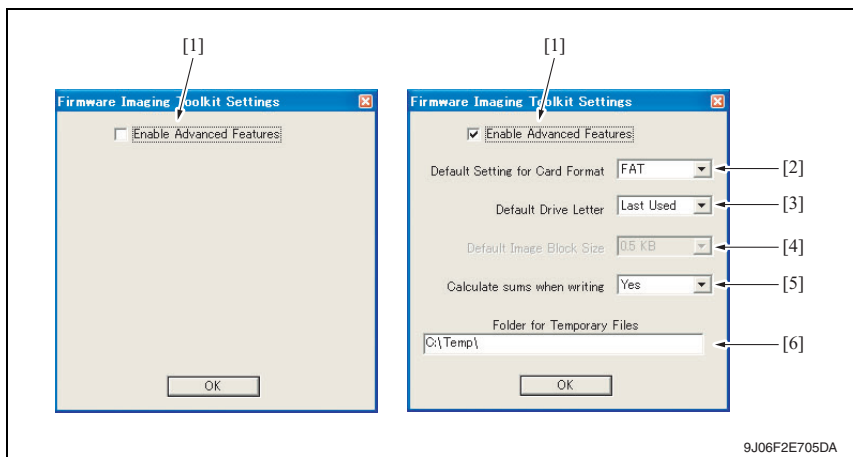 [1]
Firmware Imaging Toolkit Settings
Enable Advanced Features
OK
[1]
Firmware Imaging Toolkit Settings
Enable Advanced Features
Default Setting for Card Format FAT [2]
Default Drive Letter Last Used [3]
Default Image Block Size 0.5 KB [4]
Calculate sums when writing Yes [5]
Folder for Temporary Files
C:\Temp\ [6]
OK
9J06F2E705DA